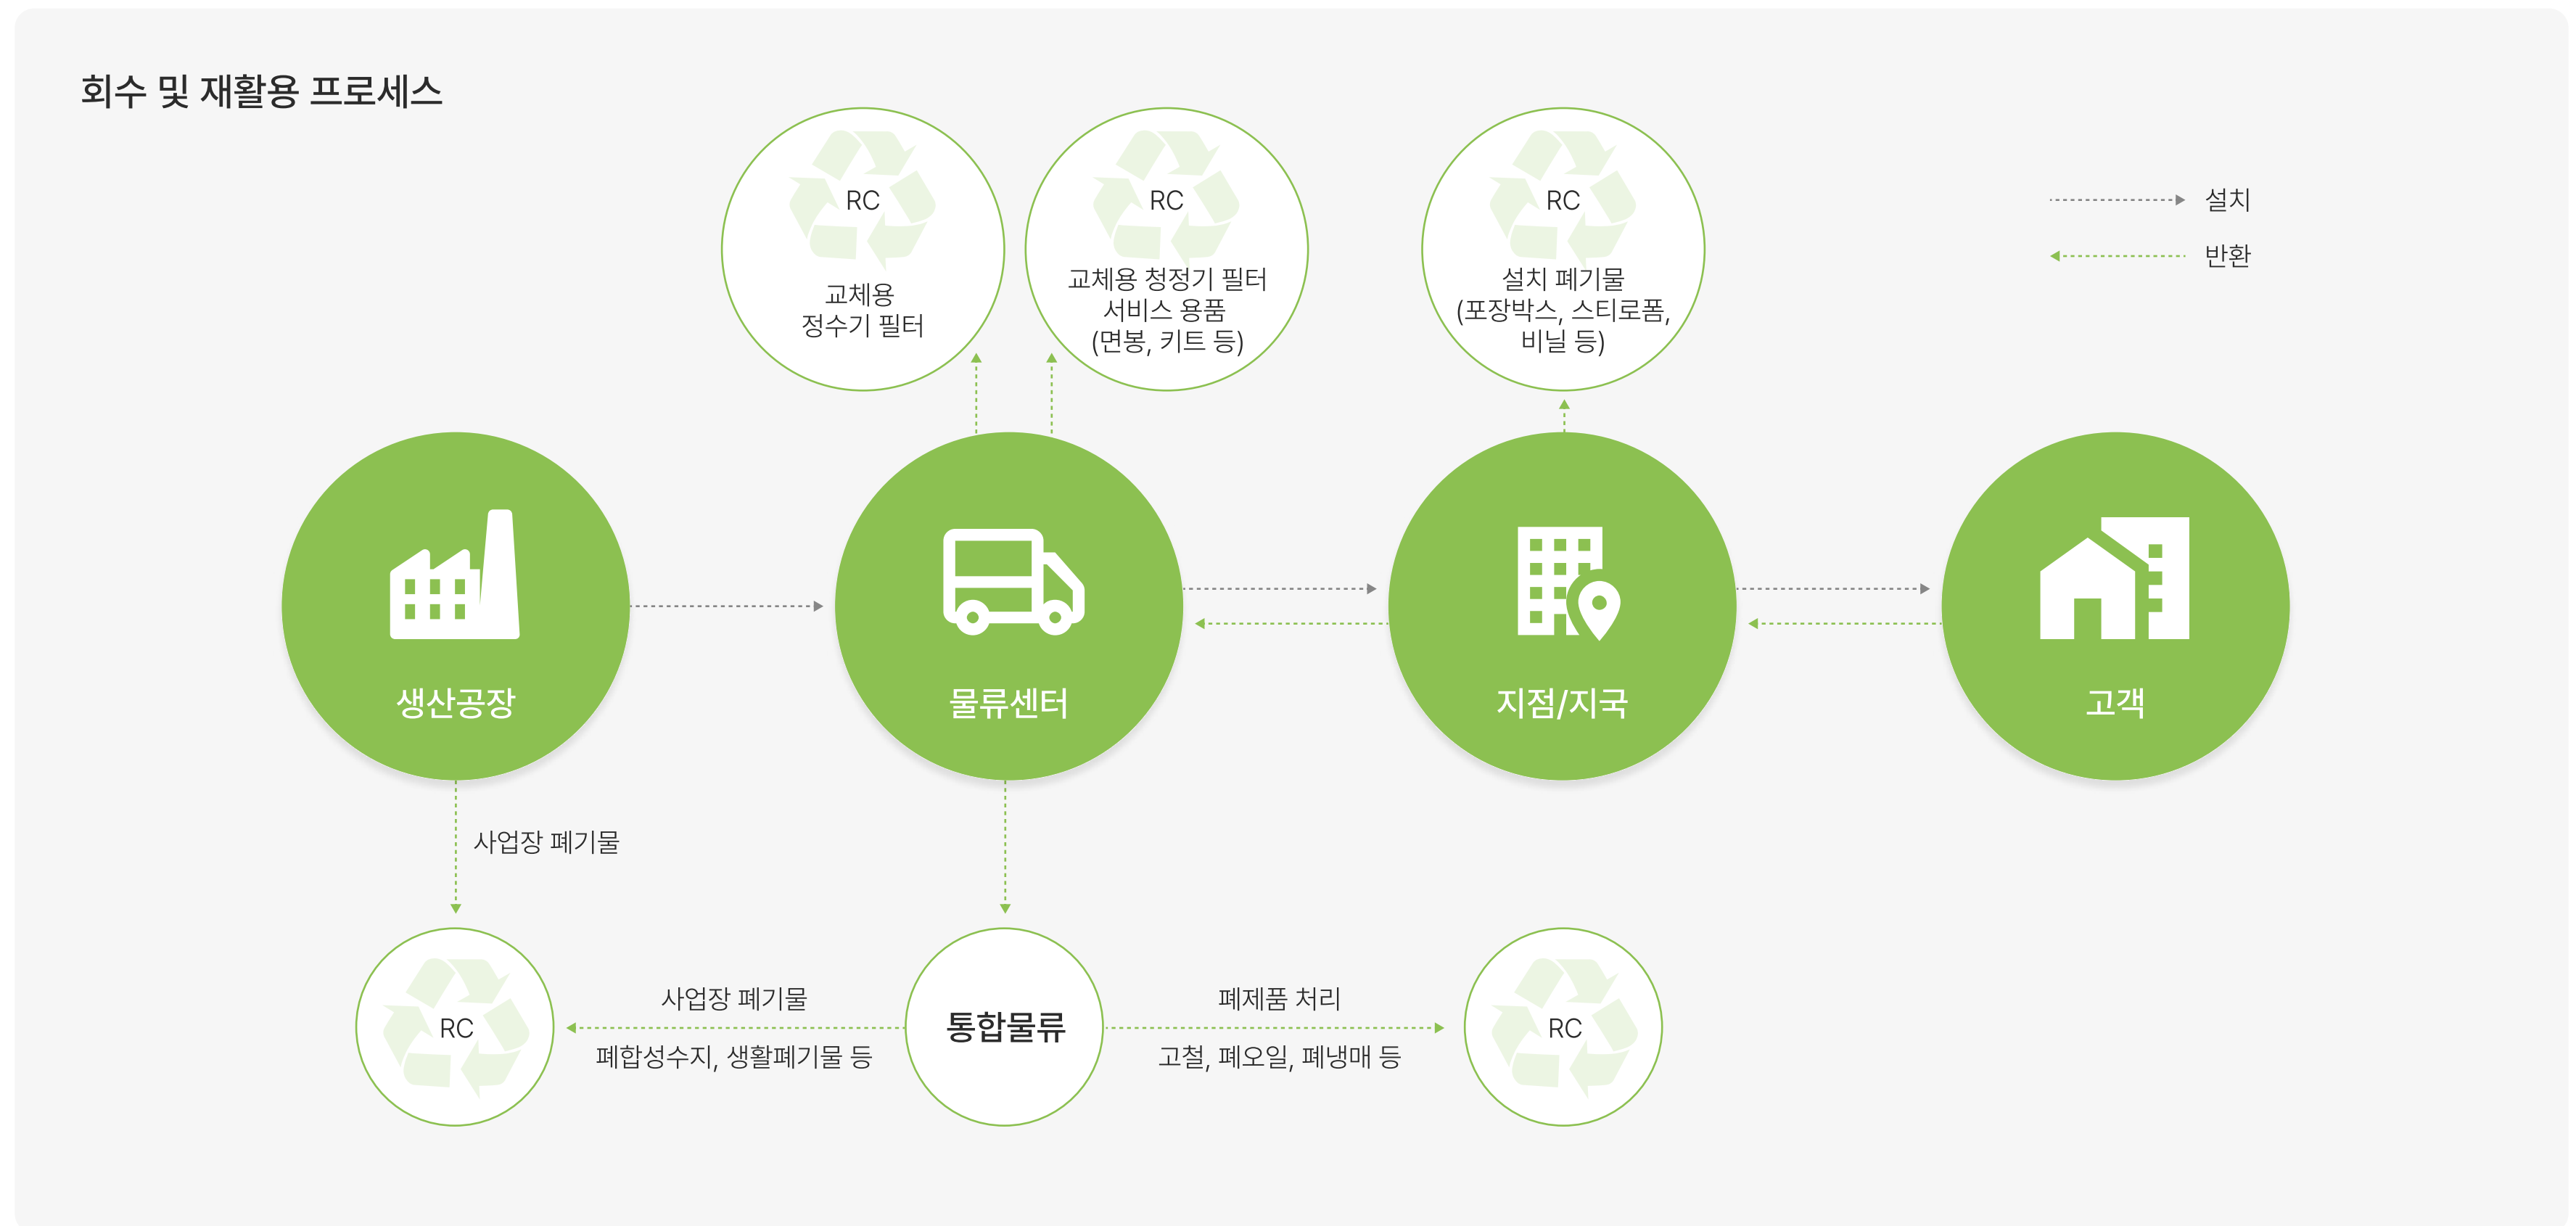 회수 및 재활용 프로세스
RC
교체용
정수기 필터
RC
교체용 청정기 필터
서비스 용품
(면봉, 키트 등)
RC
설치 폐기물
(포장박스, 스티로폼,
비닐 등)
설치
반환
생산공장
물류센터
지점/지국
고객
사업장 폐기물
RC
사업장 폐기물
폐합성수지, 생활폐기물 등
통합물류
폐제품 처리
고철, 폐오일, 폐냉매 등
RC